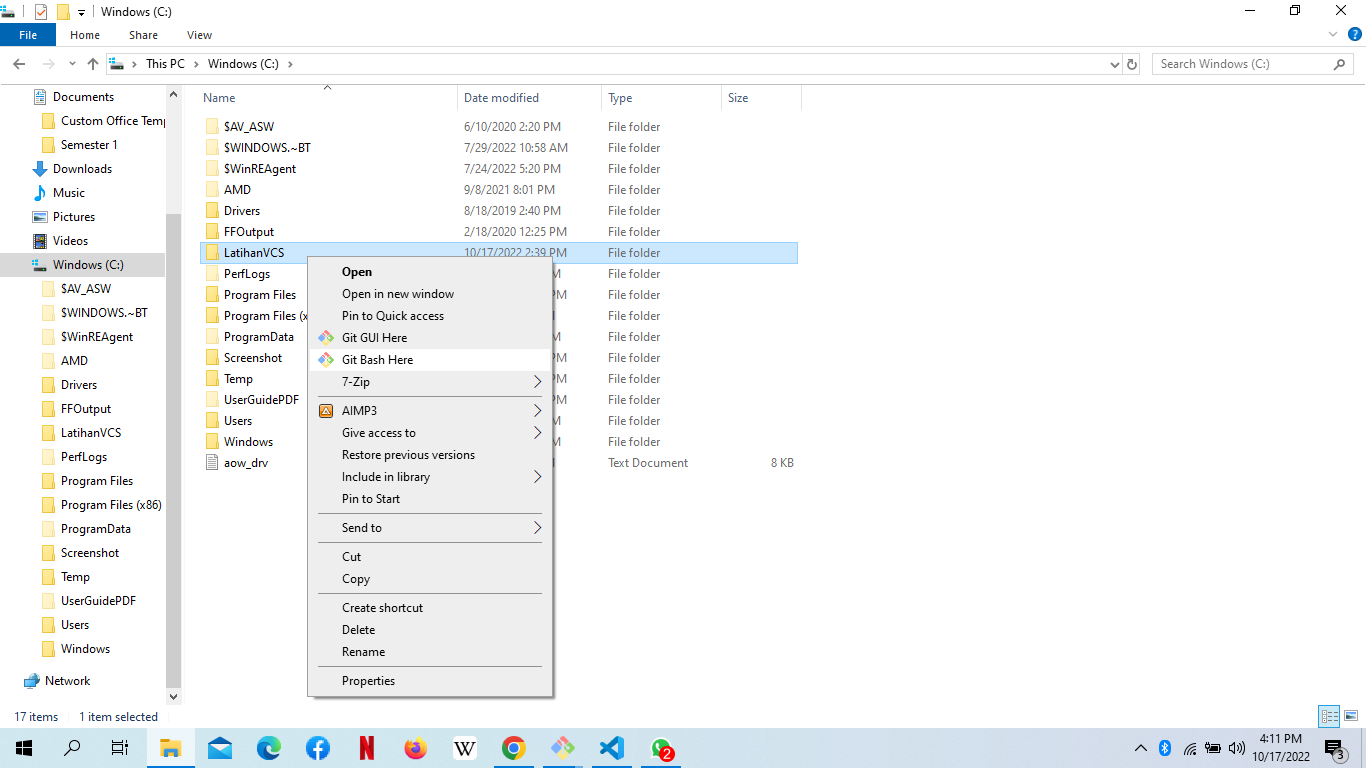 Windows (C:)
File Home Share View
This PC Windows (C:)
Search Windows (C:)
Documents
Custom Office Temp
Semester 1
Downloads
Music
Pictures
Videos
Windows (C:)
$AV_ASW
$WINDOWS.~BT
$WinREAgent
AMD
Drivers
FFOutput
LatihanVCS
PerfLogs
Program Files
Program Files (x86)
ProgramData
Screenshot
Temp
UserGuidePDF
Users
Windows
Network
Name Date modified Type Size
$AV_ASW 6/10/2020 2:20 PM File folder
$WINDOWS.~BT 7/29/2022 10:58 AM File folder
$WinREAgent 7/24/2022 5:20 PM File folder
AMD 9/8/2021 8:01 PM File folder
Drivers 8/18/2019 2:40 PM File folder
FFOutput 2/18/2020 12:25 PM File folder
LatihanVCS 10/17/2022 2:39 PM File folder
PerfLogs File folder
Program Files PM File folder
Program Files (x File folder
ProgramData File folder
Screenshot PM File folder
Temp PM File folder
UserGuidePDF PM File folder
Users File folder
Windows PM File folder
aow_drv Text Document 8 KB
Open
Open in new window
Pin to Quick access
Git GUI Here
Git Bash Here
7-Zip
AIMP3
Give access to
Restore previous versions
Include in library
Pin to Start
Send to
Cut
Copy
Create shortcut
Delete
Rename
Properties
17 items 1 item selected
N W 2
4:11 PM
10/17/2022
3